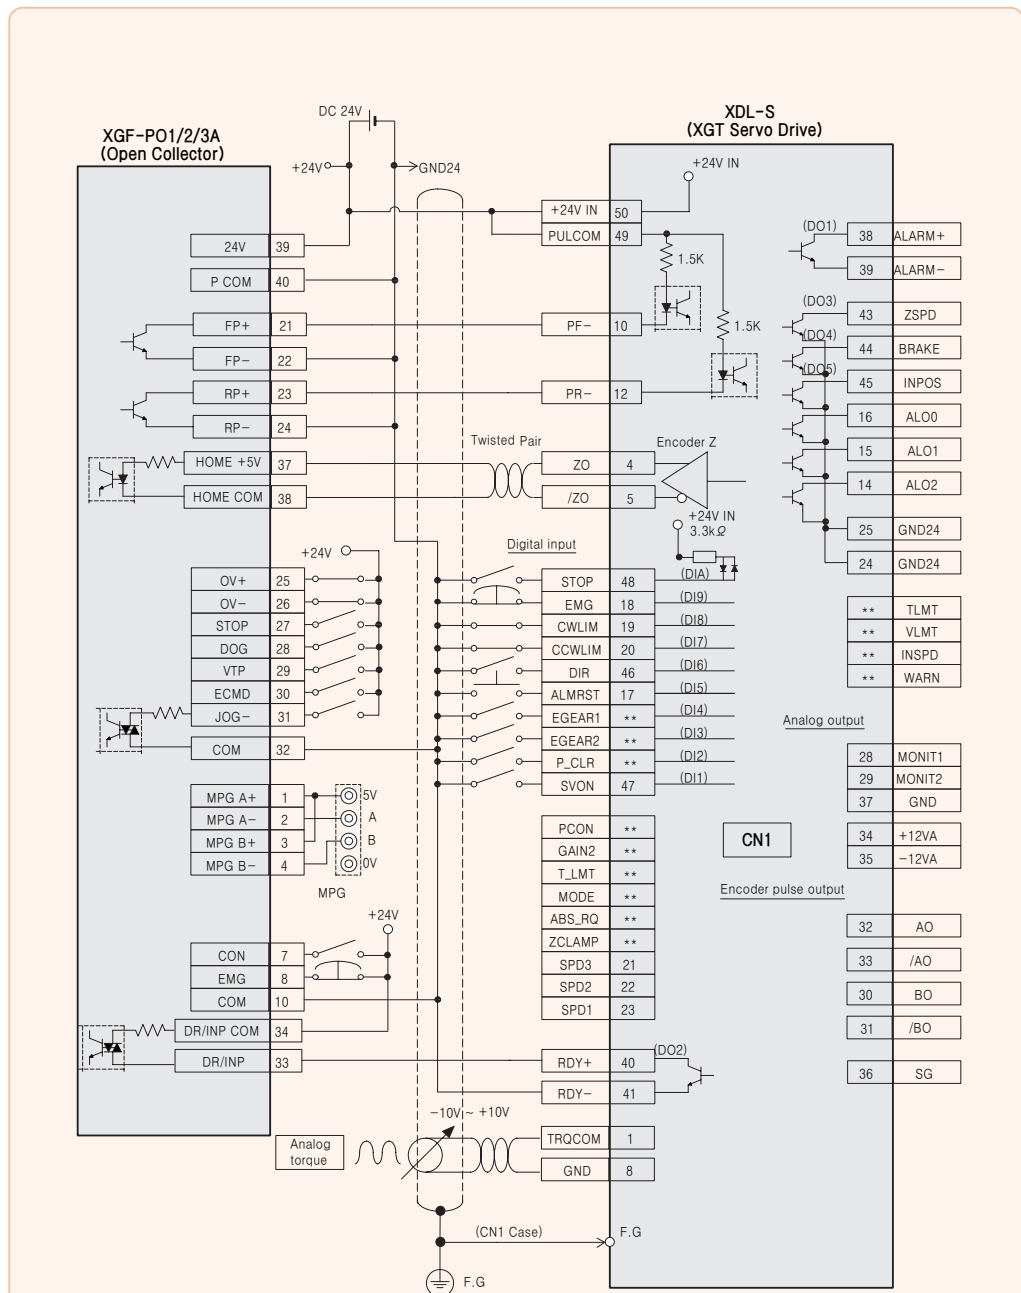 DC 24V
XGF-PO1/2/3A
(Open Collector)
XDL-S
(XGT Servo Drive)
+24V
GND24
+24V IN
24V 39
P COM 40
FP+ 21
FP- 22
RP+ 23
RP- 24
HOME +5V 37
HOME COM 38
+24V
OV+ 25
OV- 26
STOP 27
DOG 28
VTP 29
ECMD 30
JOG- 31
COM 32
MPG A+ 1
MPG A- 2
MPG B+ 3
MPG B- 4
5V
A
B
0V
MPG
+24V
CON 7
EMG 8
COM 10
DR/INP COM 34
DR/INP 33
Analog
torque
-10V ~ +10V
Twisted Pair
Digital input
+24V IN 50
PULCOM 49
1.5K
1.5K
PF- 10
PR- 12
ZO 4
/ZO 5
Encoder Z
+24V IN
3.3kΩ
STOP 48 (DIA)
EMG 18 (DI9)
CWLIM 19 (DI8)
CCWLIM 20 (DI7)
DIR 46 (DI6)
ALMRST 17 (DI5)
EGEAR1 ** (DI4)
EGEAR2 ** (DI3)
P_CLR ** (DI2)
SVON 47 (DI1)
PCON **
GAIN2 **
T_LMT **
MODE **
ABS_RQ **
ZCLAMP **
SPD3 21
SPD2 22
SPD1 23
RDY+ 40 (DO2)
RDY- 41
TRQCOM 1
GND 8
(CN1 Case)
F.G
F.G
(DO1) 38 ALARM+
39 ALARM-
(DO3) 43 ZSPD
(DO4) 44 BRAKE
(DO5) 45 INPOS
16 ALO0
15 ALO1
14 ALO2
25 GND24
24 GND24
** TLMT
** VLMT
** INSPD
** WARN
Analog output
28 MONIT1
29 MONIT2
37 GND
34 +12VA
35 -12VA
CN1
Encoder pulse output
32 AO
33 /AO
30 BO
31 /BO
36 SG